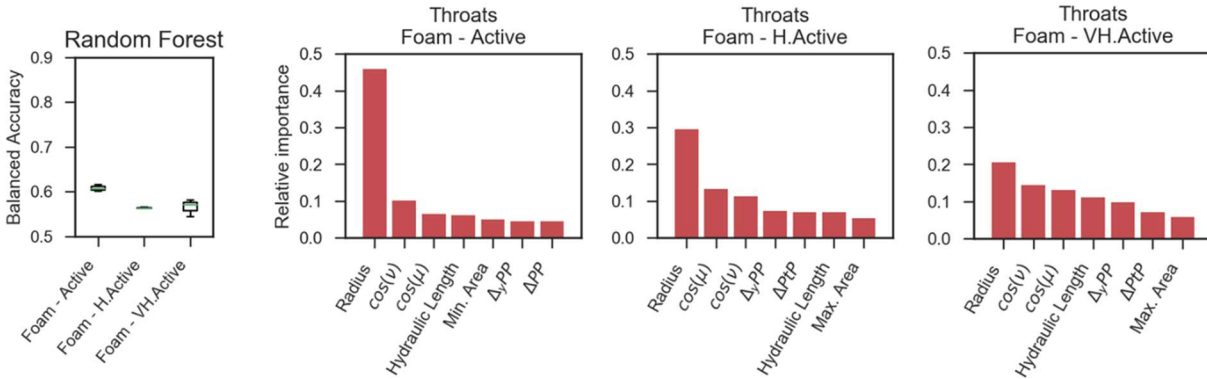 Random Forest
Balanced Accuracy
0.9
0.8
0.7
0.6
0.5
Foam - Active
Foam - H.Active
Foam - VH.Active
Throats
Foam - Active
Relative importance
0.5
0.4
0.3
0.2
0.1
0.0
Radius
cos(ν)
cos(μ)
Hydraulic Length
Min. Area
ΔyPP
ΔPP
Throats
Foam - H.Active
0.5
0.4
0.3
0.2
0.1
0.0
Radius
cos(μ)
cos(ν)
ΔyPP
ΔPtP
Hydraulic Length
Max. Area
Throats
Foam - VH.Active
0.5
0.4
0.3
0.2
0.1
0.0
Radius
cos(ν)
cos(μ)
Hydraulic Length
ΔyPP
ΔPtP
Max. Area